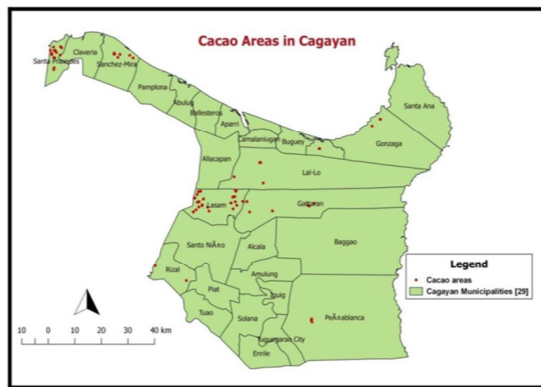 Cacao Areas in Cagayan
Claveria
Santa Praxedes
Sanchez-Mira
Pamplona
Abulug
Ballesteros
Aparri
Camalaniugan
Buguey
Santa Ana
Gonzaga
Allacapan
Lal-Lo
Lasam
Gattaran
Santo NiÃ±o
Alcala
Baggao
Rizal
Amulung
Piat
Iguig
Tuao
Solana
PeÃ±ablanca
Tuguegarao City
Enrile
Legend
Cacao areas
Cagayan Municipalities [29]
10 0 10 20 30 40 km